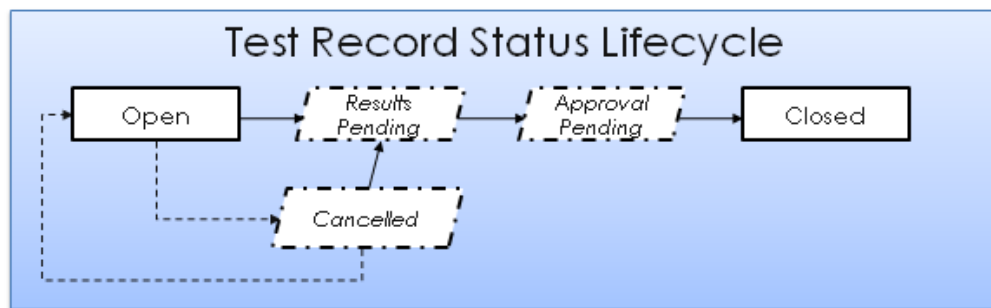 Test Record Status Lifecycle
Open
Results
Pending
Approval
Pending
Closed
Cancelled